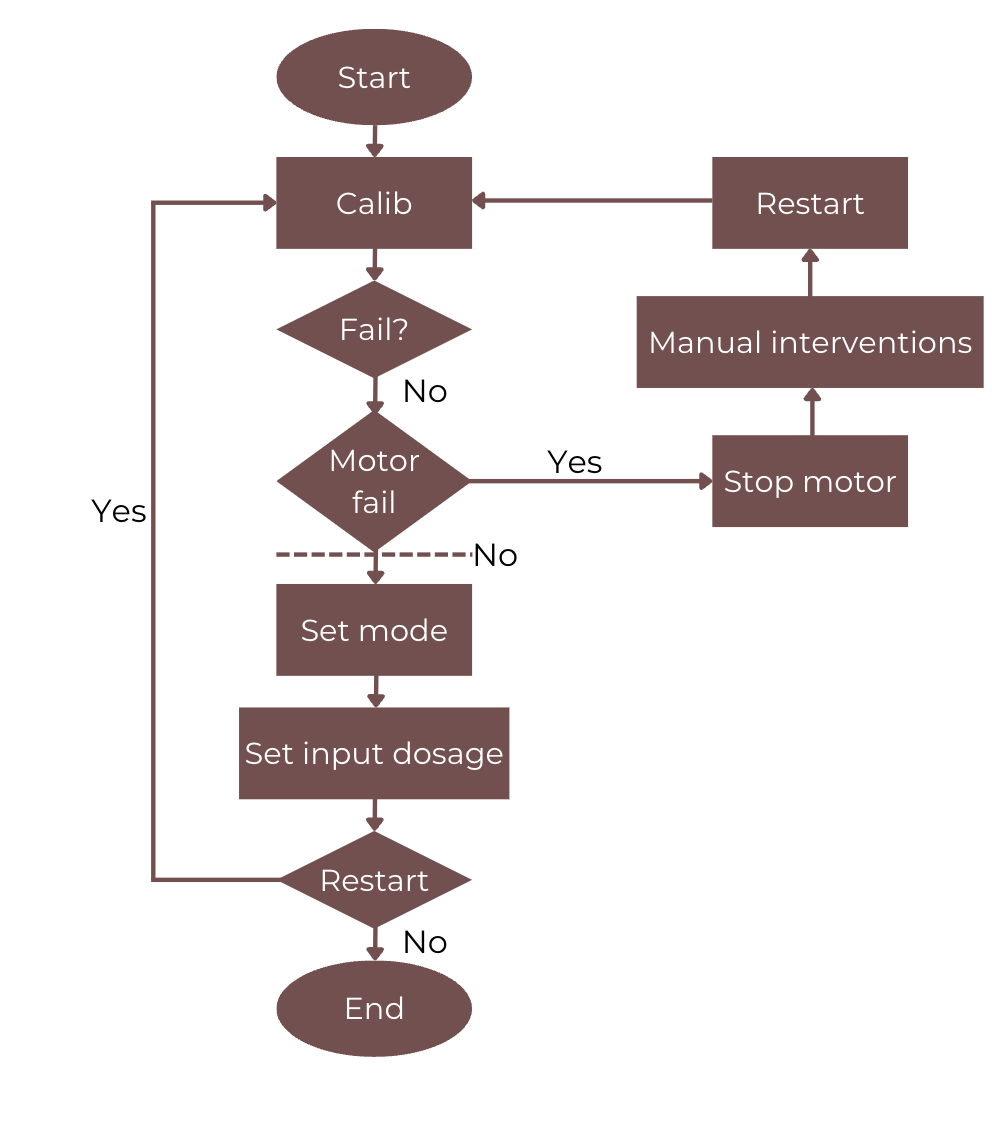 Start
Calib
Restart
Fail?
Manual interventions
No
Motor
fail
Yes
Stop motor
Yes
No
Set mode
Set input dosage
Restart
No
End